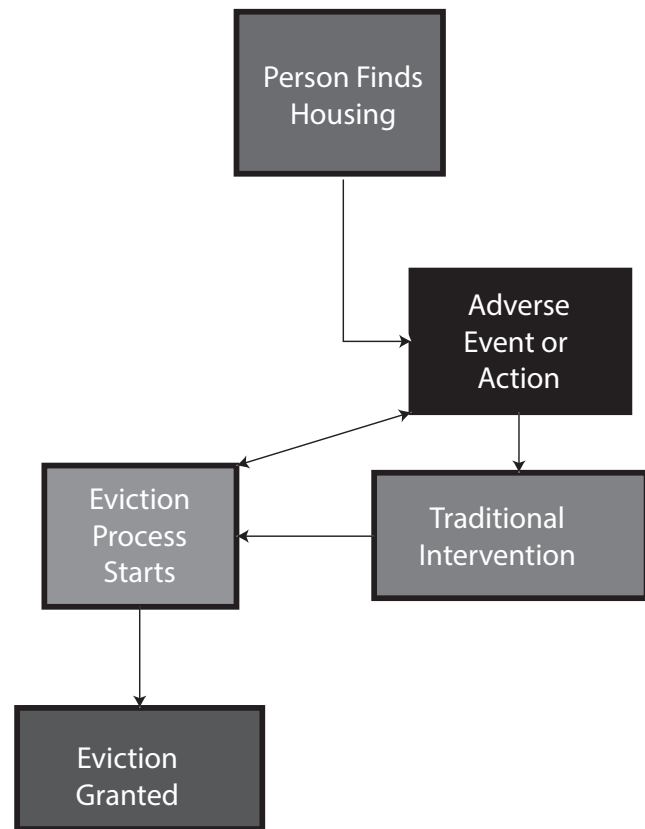 Person Finds
Housing
Adverse
Event or
Action
Eviction
Process
Starts
Traditional
Intervention
Eviction
Granted